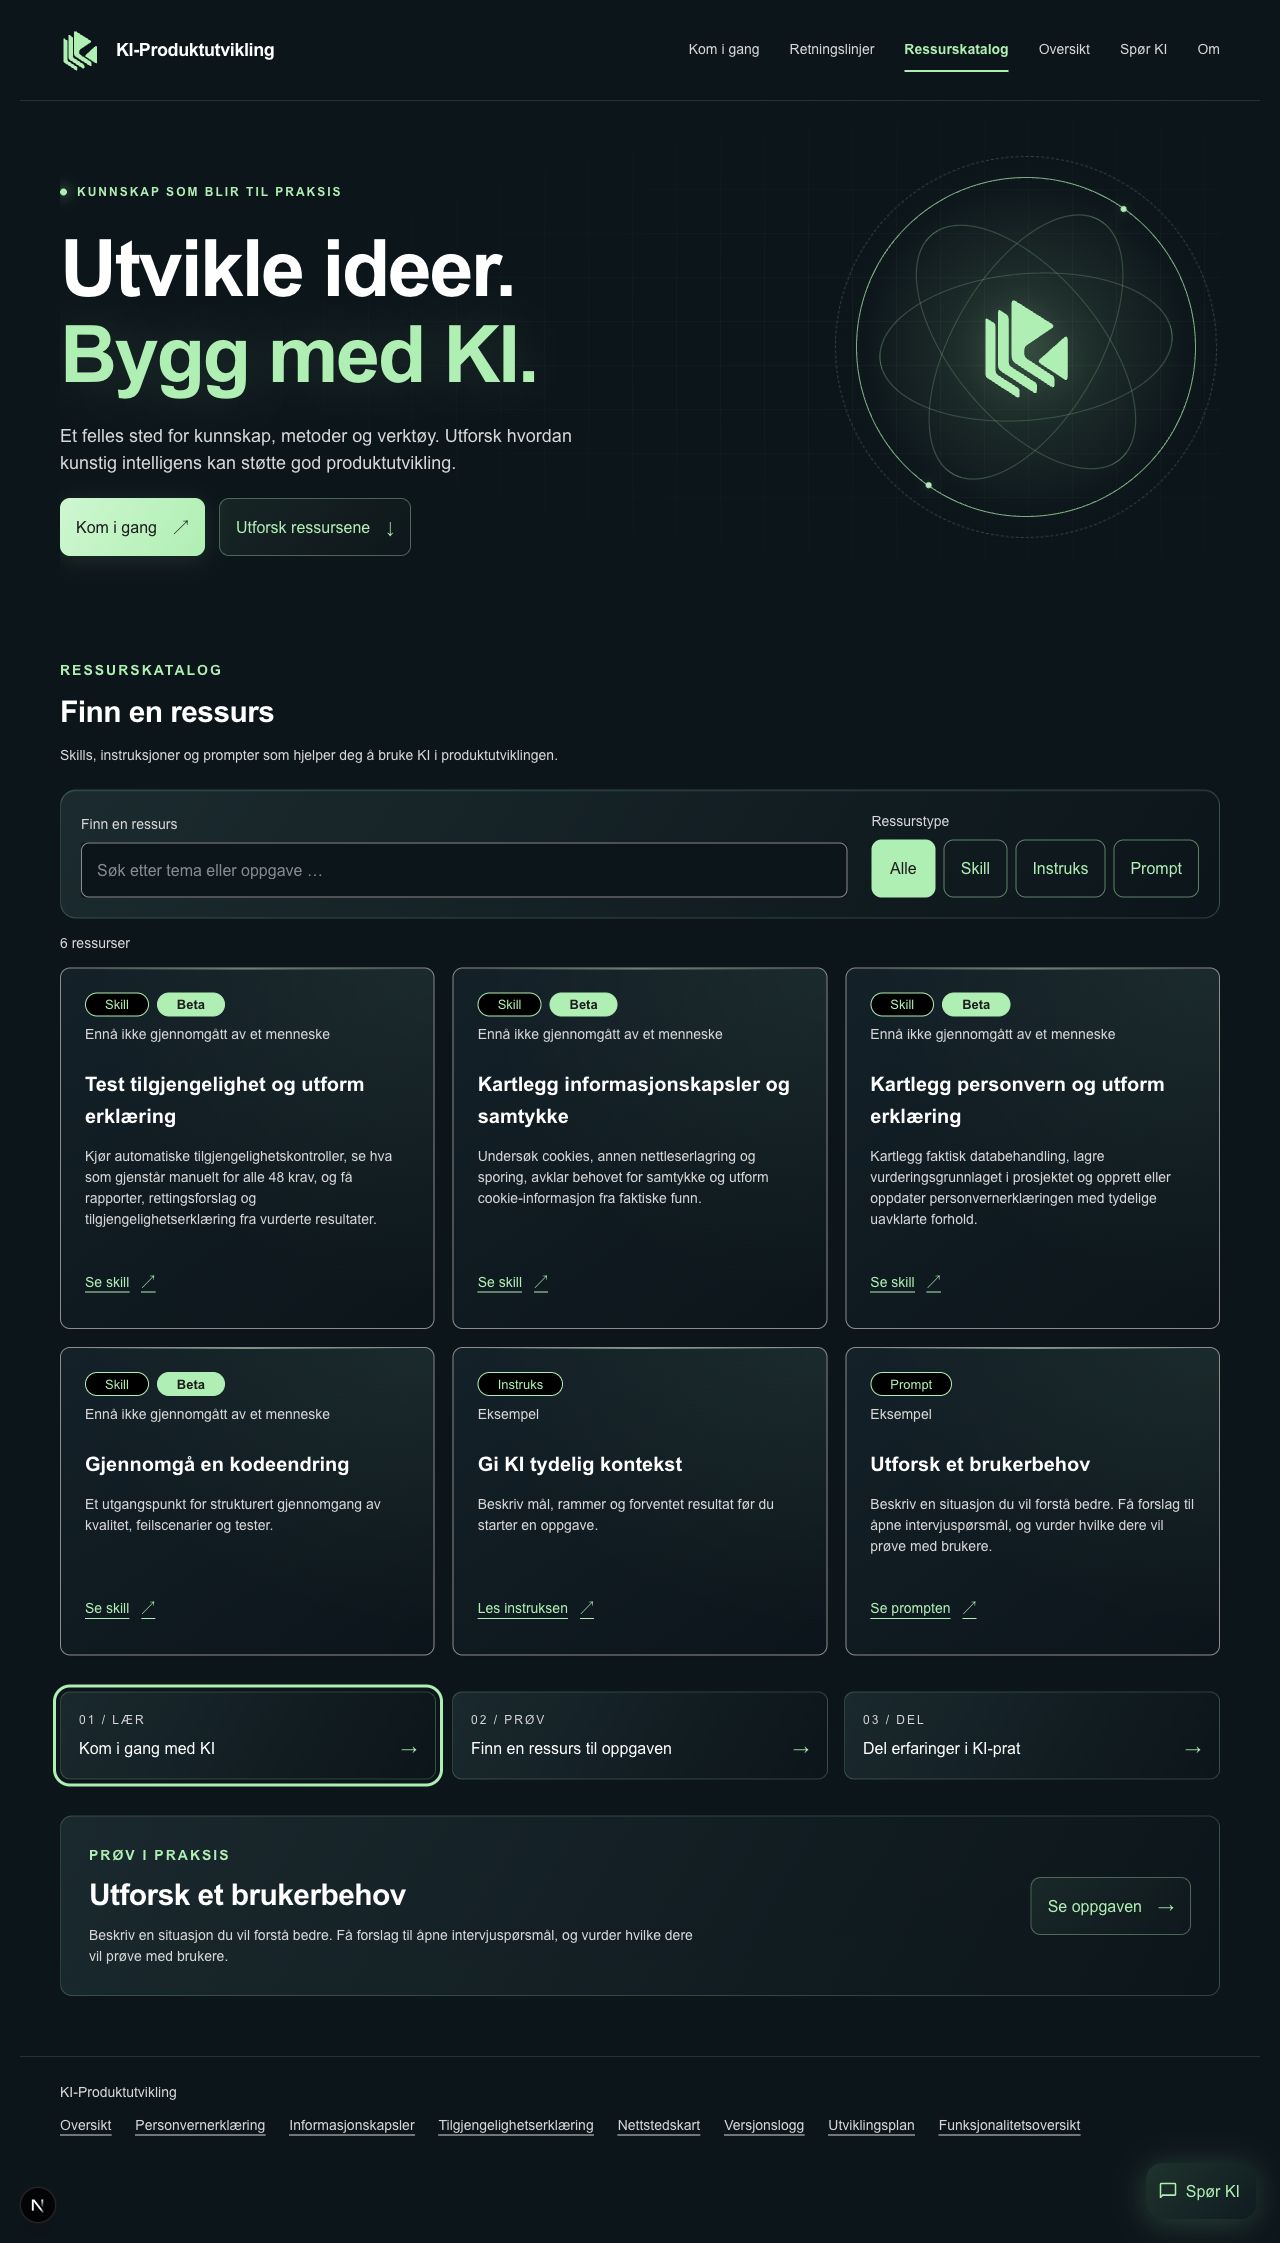 KI-Produktutvikling
Kom i gang
Retningslinjer
Ressurskatalog
Oversikt
Spør KI
Om
KUNNSKAP SOM BLIR TIL PRAKSIS
Utvikle ideer.
Bygg med KI.
Et felles sted for kunnskap, metoder og verktøy. Utforsk hvordan
kunstig intelligens kan støtte god produktutvikling.
Kom i gang ↗
Utforsk ressursene ↓
RESSURSKATALOG
Finn en ressurs
Skills, instruksjoner og prompter som hjelper deg å bruke KI i produktutviklingen.
Finn en ressurs
Søk etter tema eller oppgave …
Ressurstype
Alle
Skill
Instruks
Prompt
6 ressurser
Skill
Beta
Ennå ikke gjennomgått av et menneske
Test tilgjengelighet og utform
erklæring
Kjør automatiske tilgjengelighetskontroller, se hva
som gjenstår manuelt for alle 48 krav, og få
rapporter, rettingsforslag og
tilgjengelighetserklæring fra vurderte resultater.
Se skill ↗
Skill
Beta
Ennå ikke gjennomgått av et menneske
Kartlegg informasjonskapsler og
samtykke
Undersøk cookies, annen nettleserlagring og
sporing, avklar behovet for samtykke og utform
cookie-informasjon fra faktiske funn.
Se skill ↗
Skill
Beta
Ennå ikke gjennomgått av et menneske
Kartlegg personvern og utform
erklæring
Kartlegg faktisk databehandling, lagre
vurderingsgrunnlaget i prosjektet og opprett eller
oppdater personvernerklæringen med tydelige
uavklarte forhold.
Se skill ↗
Skill
Beta
Ennå ikke gjennomgått av et menneske
Gjennomgå en kodeendring
Et utgangspunkt for strukturert gjennomgang av
kvalitet, feilscenarier og tester.
Se skill ↗
Instruks
Eksempel
Gi KI tydelig kontekst
Beskriv mål, rammer og forventet resultat før du
starter en oppgave.
Les instruksen ↗
Prompt
Eksempel
Utforsk et brukerbehov
Beskriv en situasjon du vil forstå bedre. Få forslag til
åpne intervjuspørsmål, og vurder hvilke dere vil
prøve med brukere.
Se prompten ↗
01 / LÆR
Kom i gang med KI →
02 / PRØV
Finn en ressurs til oppgaven →
03 / DEL
Del erfaringer i KI-prat →
PRØV I PRAKSIS
Utforsk et brukerbehov
Beskriv en situasjon du vil forstå bedre. Få forslag til åpne intervjuspørsmål, og vurder hvilke dere
vil prøve med brukere.
Se oppgaven →
KI-Produktutvikling
Oversikt
Personvernerklæring
Informasjonskapsler
Tilgjengelighetserklæring
Nettstedskart
Versjonslogg
Utviklingsplan
Funksjonalitetsoversikt
N
Spør KI